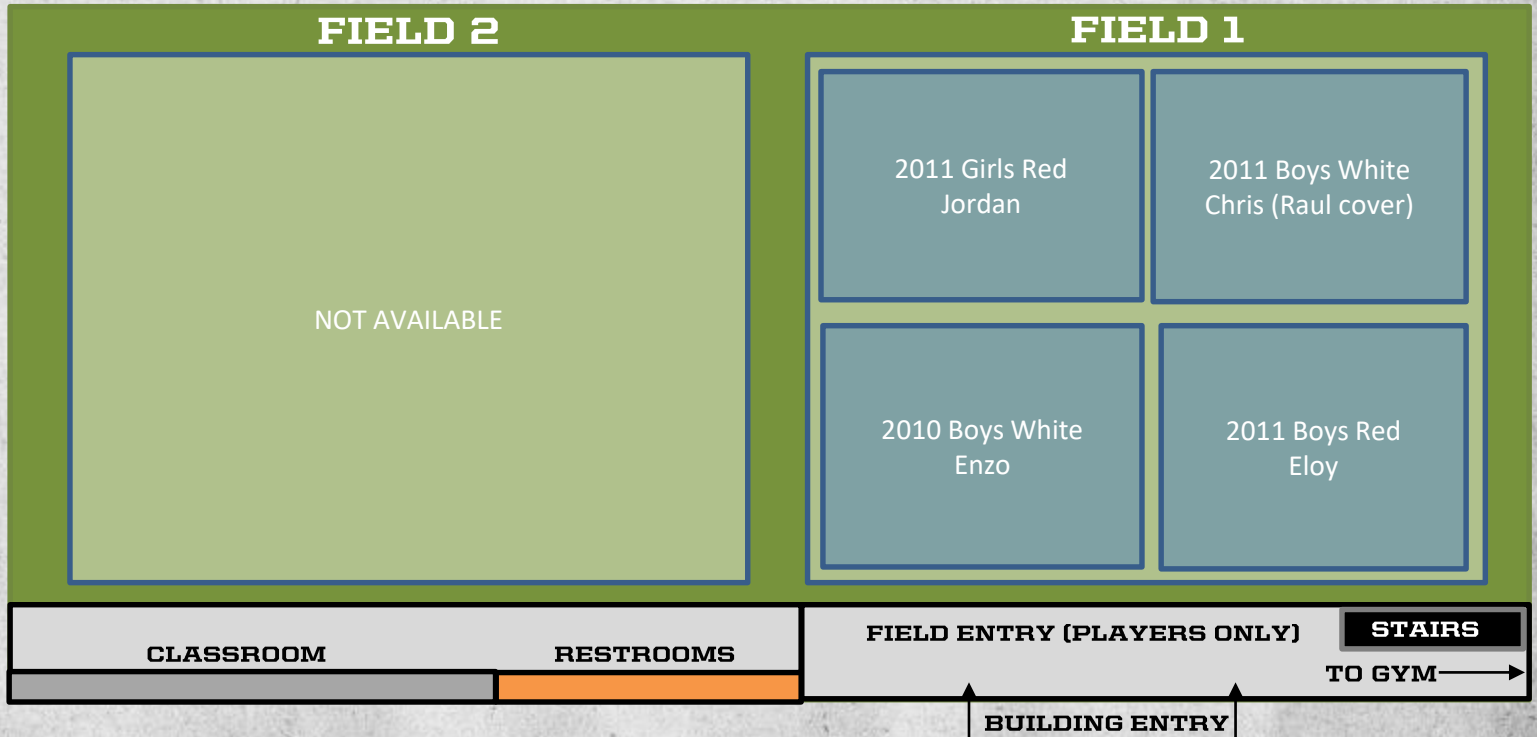 FIELD 2
FIELD 1
NOT AVAILABLE
2011 Girls Red
Jordan
2011 Boys White
Chris (Raul cover)
2010 Boys White
Enzo
2011 Boys Red
Eloy
CLASSROOM
RESTROOMS
FIELD ENTRY (PLAYERS ONLY)
STAIRS
TO GYM
BUILDING ENTRY